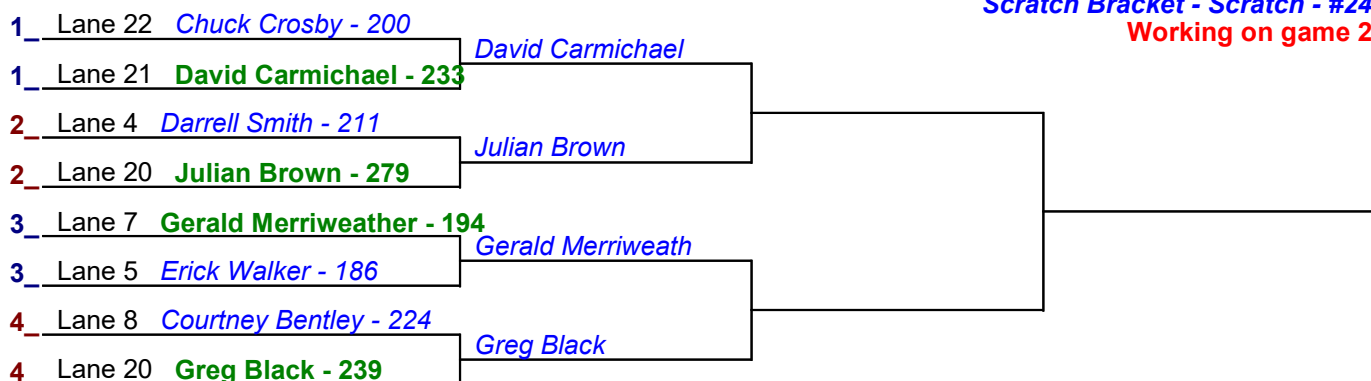 Scratch Bracket - Scratch - #24
Working on game 2
1_ Lane 22 Chuck Crosby - 200
David Carmichael
1_ Lane 21 David Carmichael - 233
2_ Lane 4 Darrell Smith - 211
Julian Brown
2_ Lane 20 Julian Brown - 279
3_ Lane 7 Gerald Merriweather - 194
Gerald Merriweath
3_ Lane 5 Erick Walker - 186
4_ Lane 8 Courtney Bentley - 224
Greg Black
4 Lane 20 Greg Black - 239